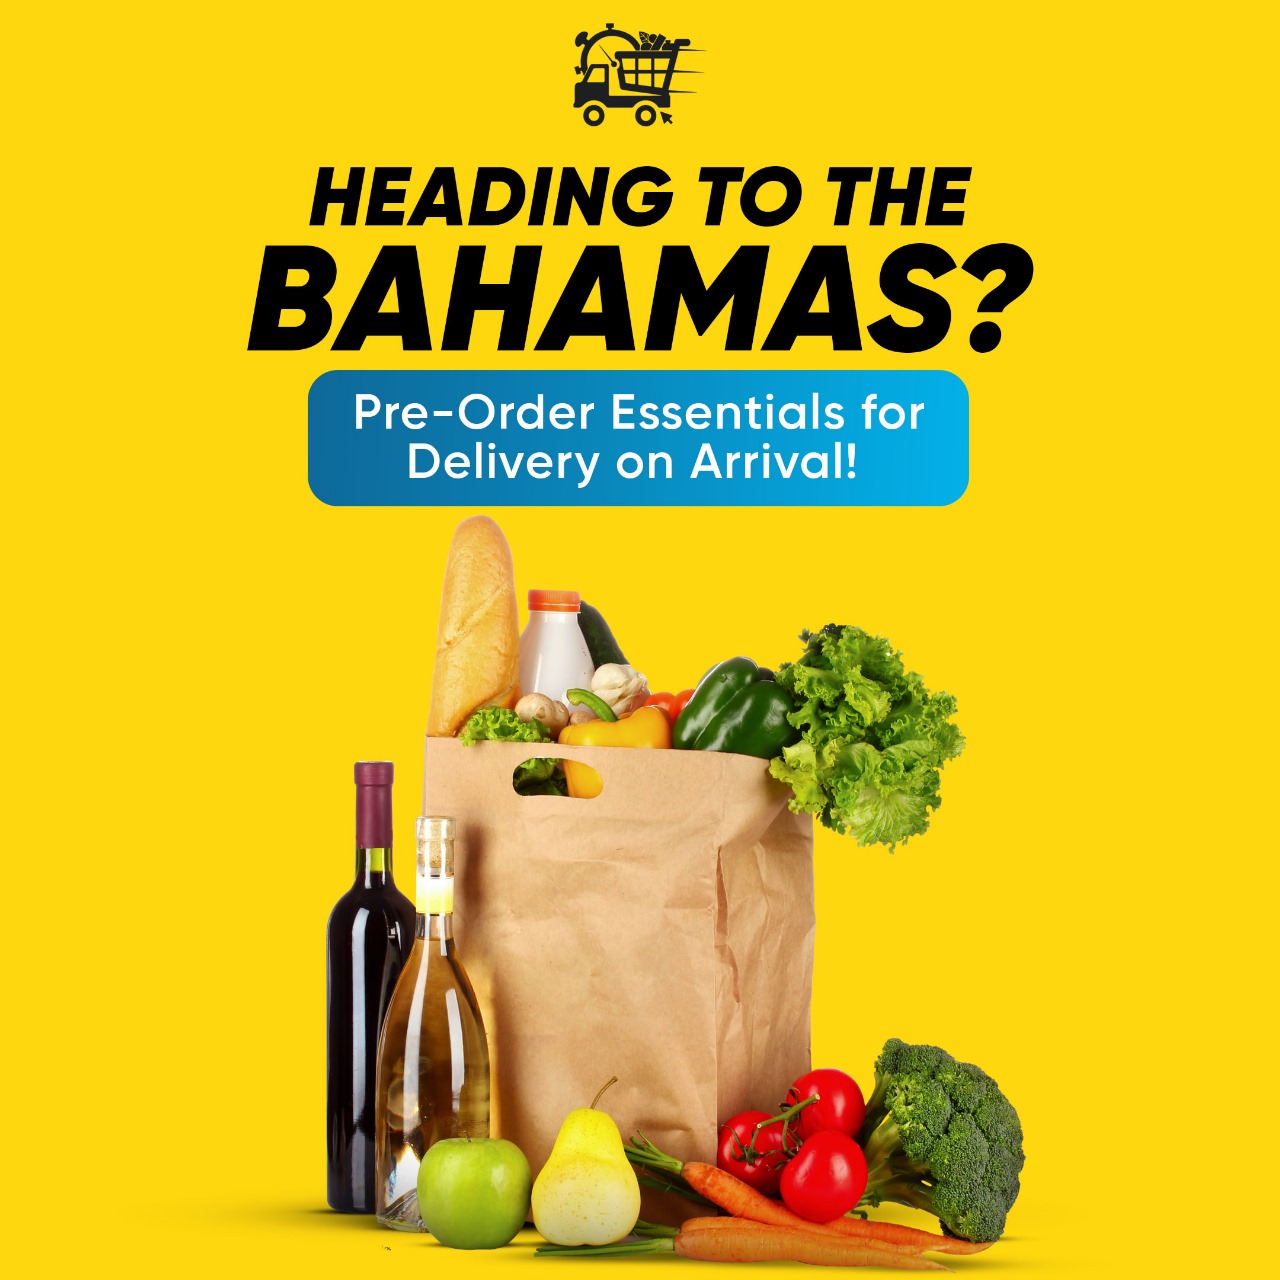 HEADING TO THE
BAHAMAS?
Pre-Order Essentials for
Delivery on Arrival!